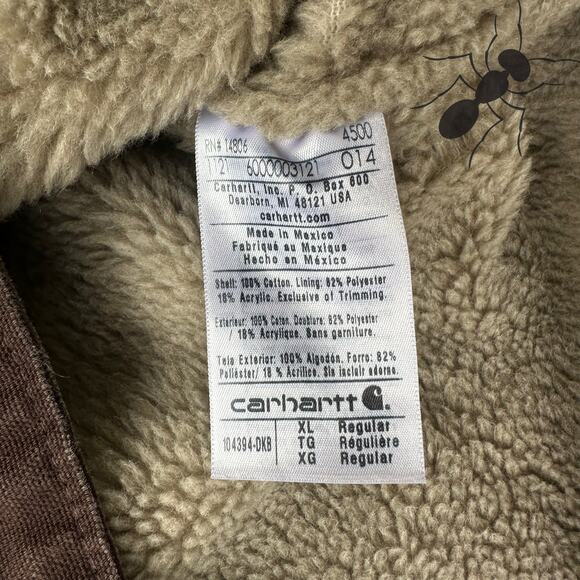 RN# 14806 4500
1121 6000003121 014
Carhartt, Inc. P. O. Box 600
Dearborn, MI 48121 USA
carhartt.com
Made in Mexico
Fabriqué au Mexique
Hecho en México
Shell: 100% Cotton. Lining: 82% Polyester
18% Acrylic. Exclusive of Trimming.
Exterieur: 100% Coton. Doublure: 82% Polyester
/ 18% Acrylique. Sans garniture.
Tela Exterior: 100% Algodón. Forro: 82%
Poliéster/ 18 % Acrílico. Sin incluir adorno.
carhartt
XL Regular
104394-DKB TG Régulière
XG Regular